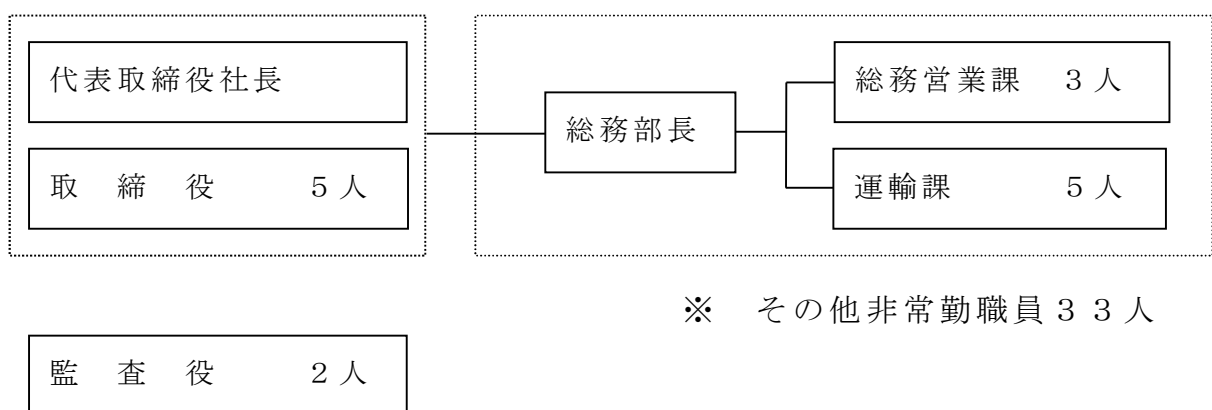 代表取締役社長
取　締　役　　５人
総務部長
総務営業課　３人
運輸課　　５人
※　その他非常勤職員３３人
監　査　役　　２人